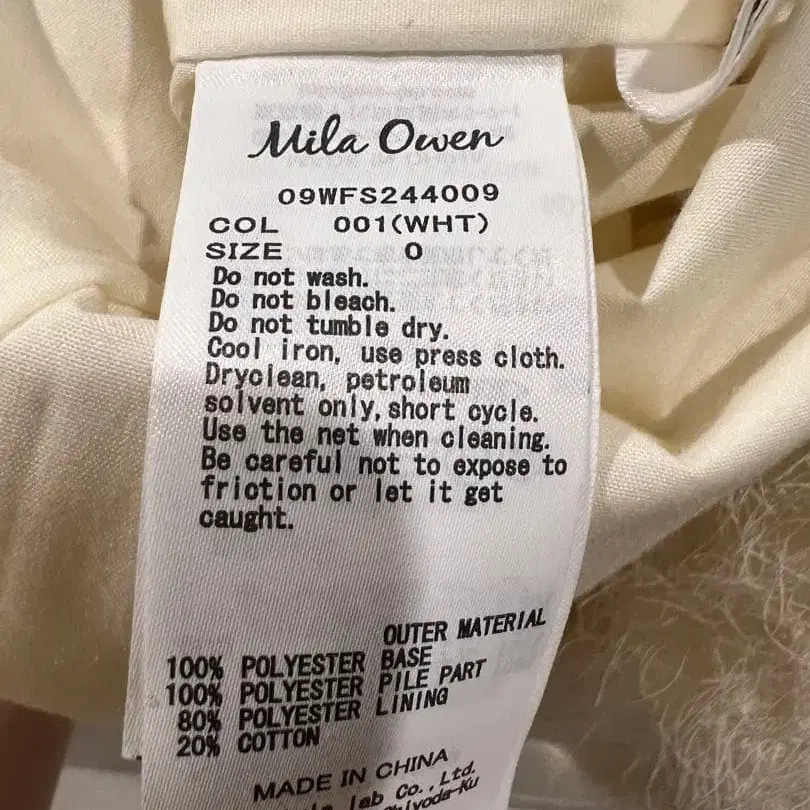 Mila Owen
09WFS244009
COL 001(WHT)
SIZE 0
Do not wash.
Do not bleach.
Do not tumble dry.
Cool iron, use press cloth.
Dryclean, petroleum
solvent only, short cycle.
Use the net when cleaning.
Be careful not to expose to
friction or let it get
caught.
OUTER MATERIAL
100% POLYESTER BASE
100% POLYESTER PILE PART
80% POLYESTER LINING
20% COTTON
MADE IN CHINA
lab Co., Ltd.